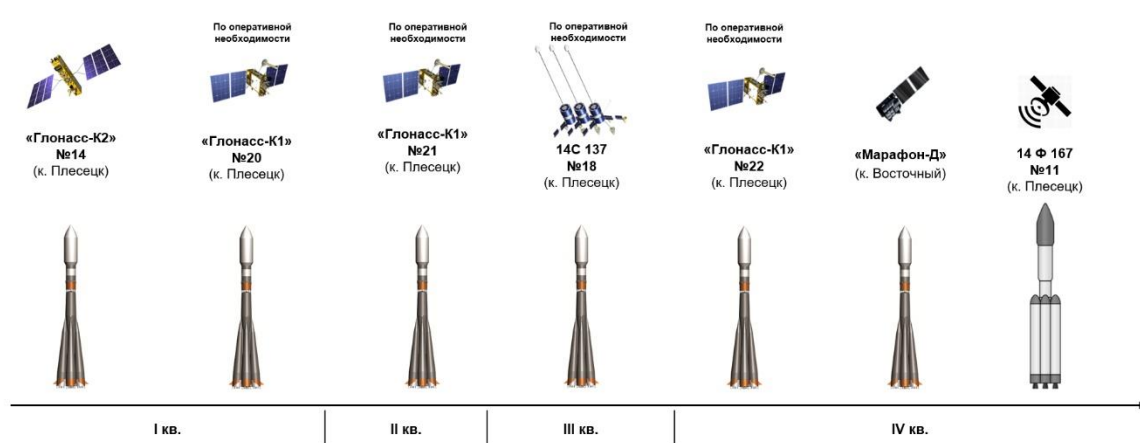 По оперативной
необходимости
По оперативной
необходимости
По оперативной
необходимости
По оперативной
необходимости
«Глонасс-К2»
№14
(к. Плесецк)
«Глонасс-К1»
№20
(к. Плесецк)
«Глонасс-К1»
№21
(к. Плесецк)
14С 137
№18
(к. Плесецк)
«Глонасс-К1»
№22
(к. Плесецк)
«Марафон-Д»
(к. Восточный)
14 Ф 167
№11
(к. Плесецк)
I кв.
II кв.
III кв.
IV кв.